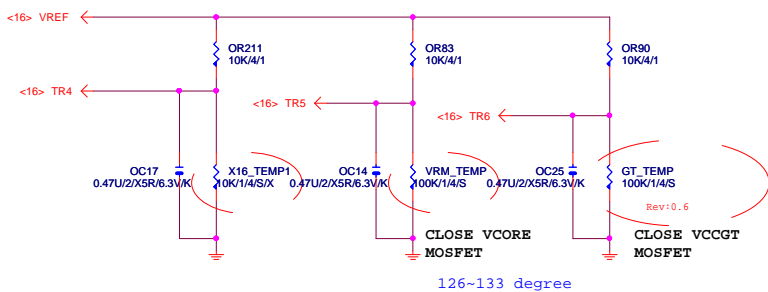 <16> VREF
OR211
10K/4/1
OR83
10K/4/1
OR90
10K/4/1
<16> TR4
<16> TR5
<16> TR6
OC17
0.47U/2/X5R/6.3V/K
X16_TEMP1
10K/1/4/S/X
OC14
0.47U/2/X5R/6.3V/K
VRM_TEMP
100K/1/4/S
OC25
0.47U/2/X5R/6.3V/K
GT_TEMP
100K/1/4/S
Rev:0.6
CLOSE VCORE
MOSFET
CLOSE VCCGT
MOSFET
126~133 degree